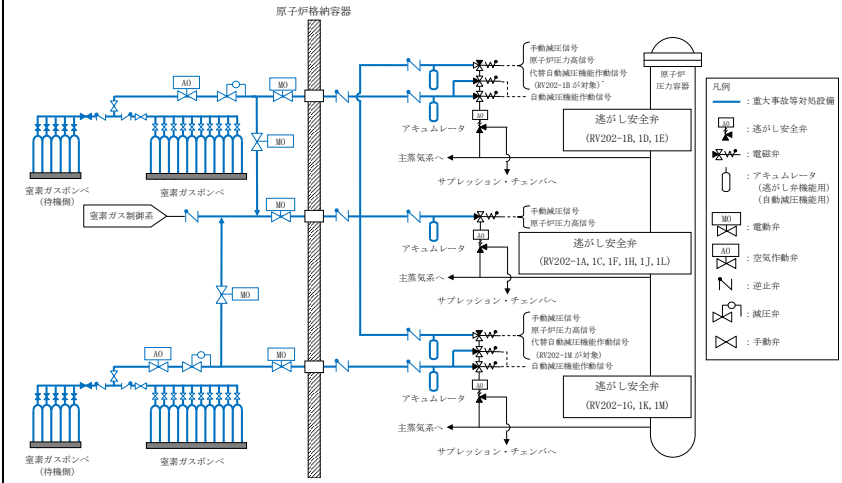 原子炉格納容器
手動減圧信号
原子炉圧力高信号
代替自動減圧機能作動信号
(RV202-1Bが対象)
自動減圧機能作動信号
AO
MO
アキュムレータ
AO
逃がし安全弁
(RV202-1B, 1D, 1E)
主蒸気系へ
サプレッション・チェンバへ
原子炉
圧力容器
窒素ガスボンベ
(待機側)
窒素ガスボンベ
MO
窒素ガス制御系
MO
手動減圧信号
原子炉圧力高信号
アキュムレータ
AO
逃がし安全弁
(RV202-1A, 1C, 1F, 1H, 1J, 1L)
主蒸気系へ
サプレッション・チェンバへ
MO
手動減圧信号
原子炉圧力高信号
代替自動減圧機能作動信号
(RV202-1Mが対象)
自動減圧機能作動信号
AO
MO
アキュムレータ
AO
逃がし安全弁
(RV202-1G, 1K, 1M)
主蒸気系へ
サプレッション・チェンバへ
窒素ガスボンベ
(待機側)
窒素ガスボンベ
凡例
:重大事故等対処設備
AO
:逃がし安全弁
:電磁弁
:アキュムレータ
(逃がし弁機能用)
(自動減圧機能用)
MO
:電動弁
AO
:空気作動弁
:逆止弁
:減圧弁
:手動弁